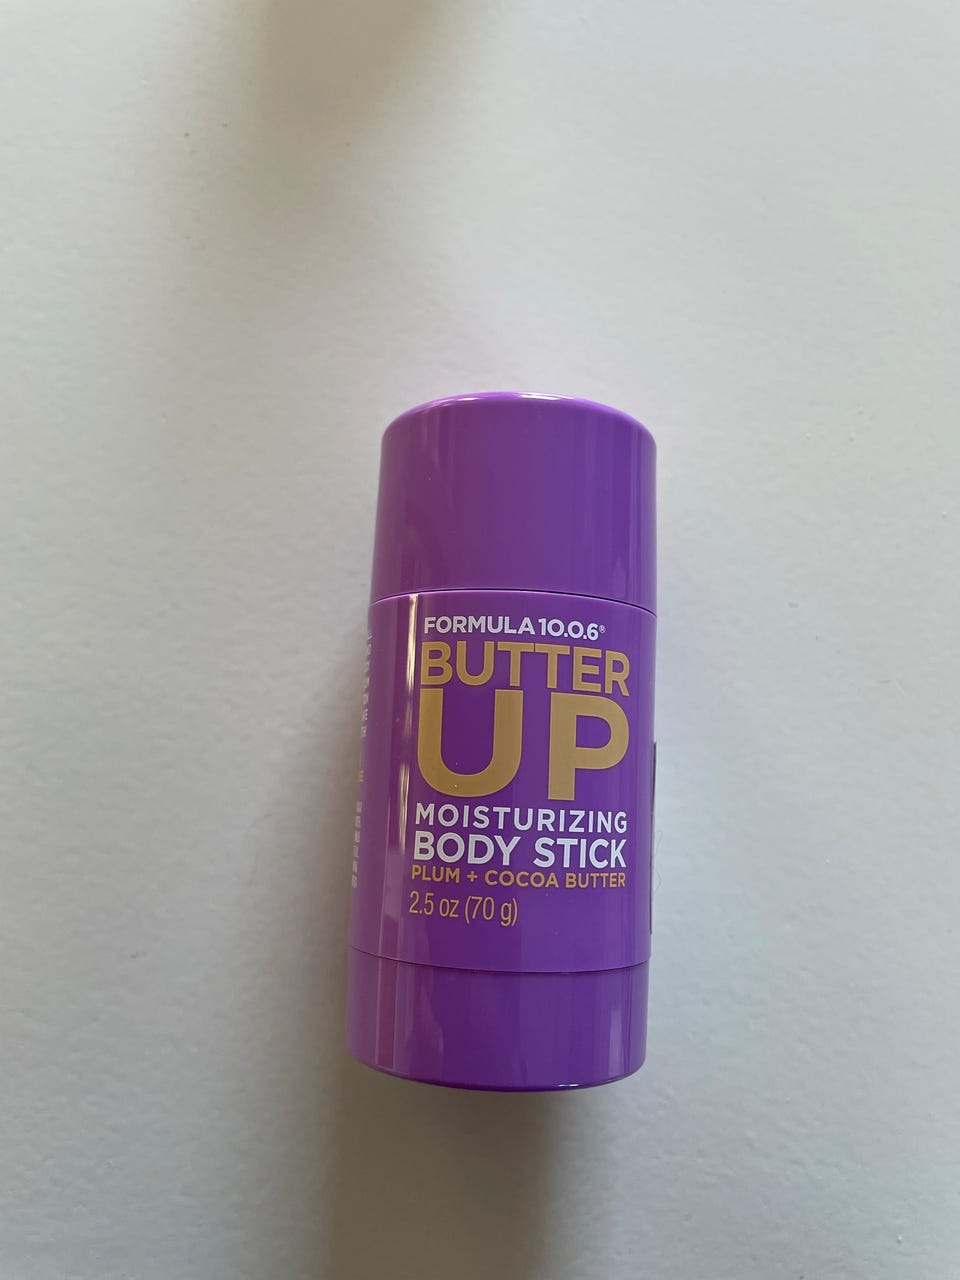 FORMULA 10.0.6®
BUTTER
UP
MOISTURIZING
BODY STICK
PLUM + COCOA BUTTER
2.5 oz (70 g)